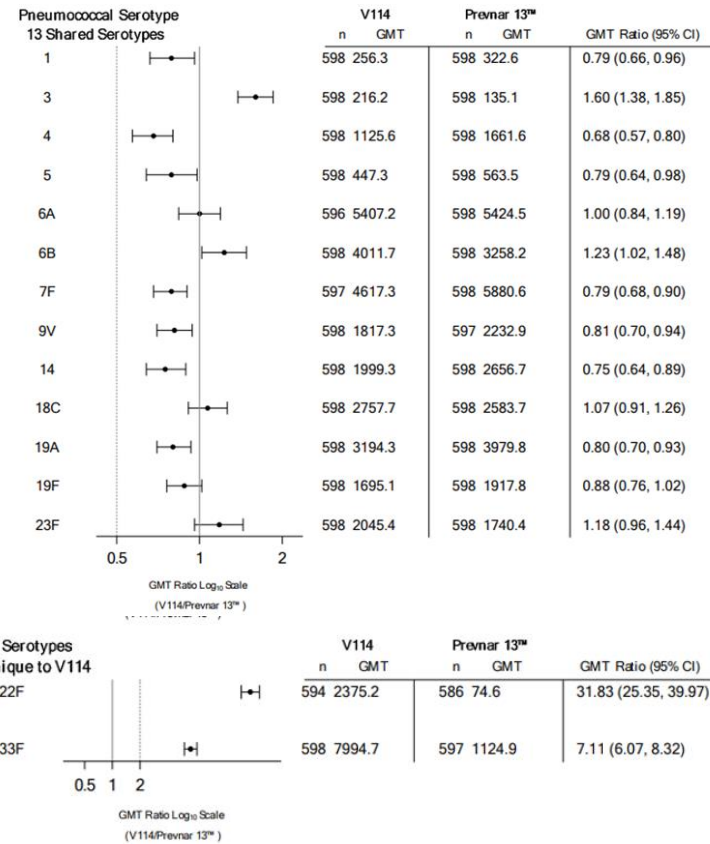 Pneumococcal Serotype V114 Prevnar 13™
13 Shared Serotypes n GMT n GMT GMT Ratio (95% CI)
1 598 256.3 598 322.6 0.79 (0.66, 0.96)
3 598 216.2 598 135.1 1.60 (1.38, 1.85)
4 598 1125.6 598 1661.6 0.68 (0.57, 0.80)
5 598 447.3 598 563.5 0.79 (0.64, 0.98)
6A 596 5407.2 598 5424.5 1.00 (0.84, 1.19)
6B 598 4011.7 598 3258.2 1.23 (1.02, 1.48)
7F 597 4617.3 598 5880.6 0.79 (0.68, 0.90)
9V 598 1817.3 597 2232.9 0.81 (0.70, 0.94)
14 598 1999.3 598 2656.7 0.75 (0.64, 0.89)
18C 598 2757.7 598 2583.7 1.07 (0.91, 1.26)
19A 598 3194.3 598 3979.8 0.80 (0.70, 0.93)
19F 598 1695.1 598 1917.8 0.88 (0.76, 1.02)
23F 598 2045.4 598 1740.4 1.18 (0.96, 1.44)
0.5 1 2
GMT Ratio Log₁₀ Scale
(V114/Prevnar 13™ )
Serotypes V114 Prevnar 13™
ique to V114 n GMT n GMT GMT Ratio (95% CI)
22F 594 2375.2 586 74.6 31.83 (25.35, 39.97)
33F 598 7994.7 597 1124.9 7.11 (6.07, 8.32)
0.5 1 2
GMT Ratio Log₁₀ Scale
(V114/Prevnar 13™ )